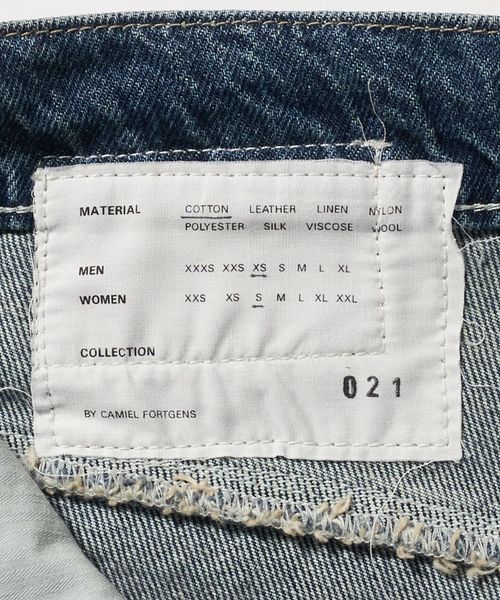 MATERIAL COTTON LEATHER LINEN NYLON
POLYESTER SILK VISCOSE WOOL
MEN XXXS XXS XS S M L XL
WOMEN XXS XS S M L XL XXL
COLLECTION
021
BY CAMIEL FORTGENS